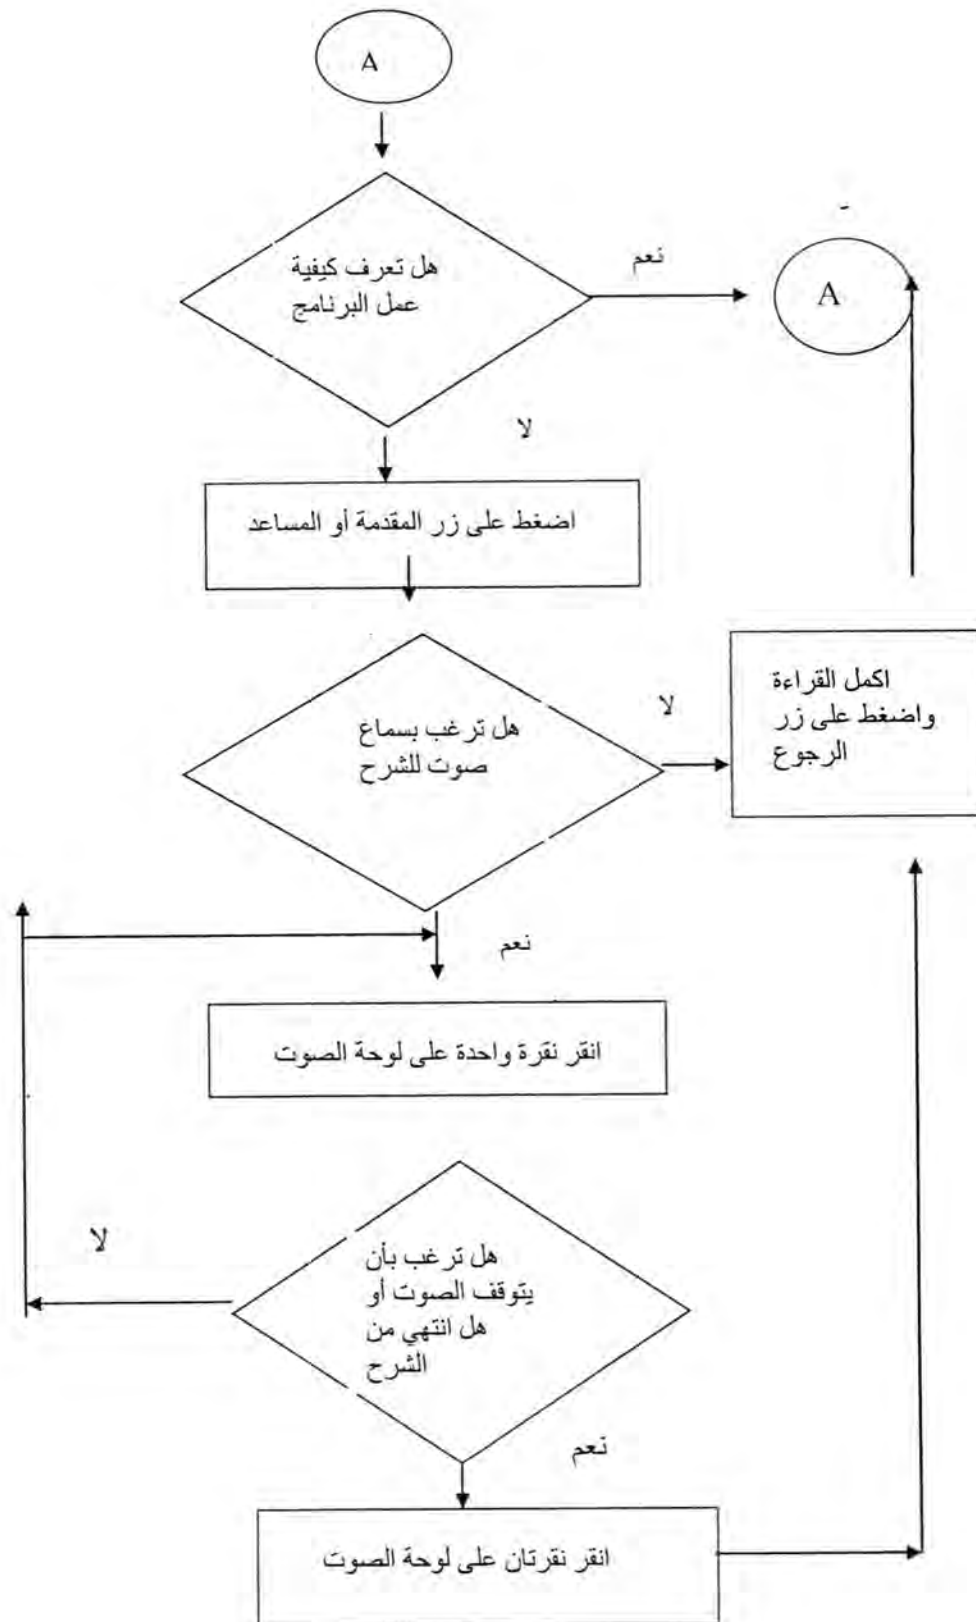 A
هل تعرف كيفية
عمل البرنامج
نعم
A
لا
اضغط على زر المقدمة أو المساعد
هل ترغب بسماع
صوت للشرح
لا
اكمل القراءة
واضغط على زر
الرجوع
نعم
انقر نقرة واحدة على لوحة الصوت
هل ترغب بأن
يتوقف الصوت أو
هل انتهي من
الشرح
لا
نعم
انقر نقرتان على لوحة الصوت